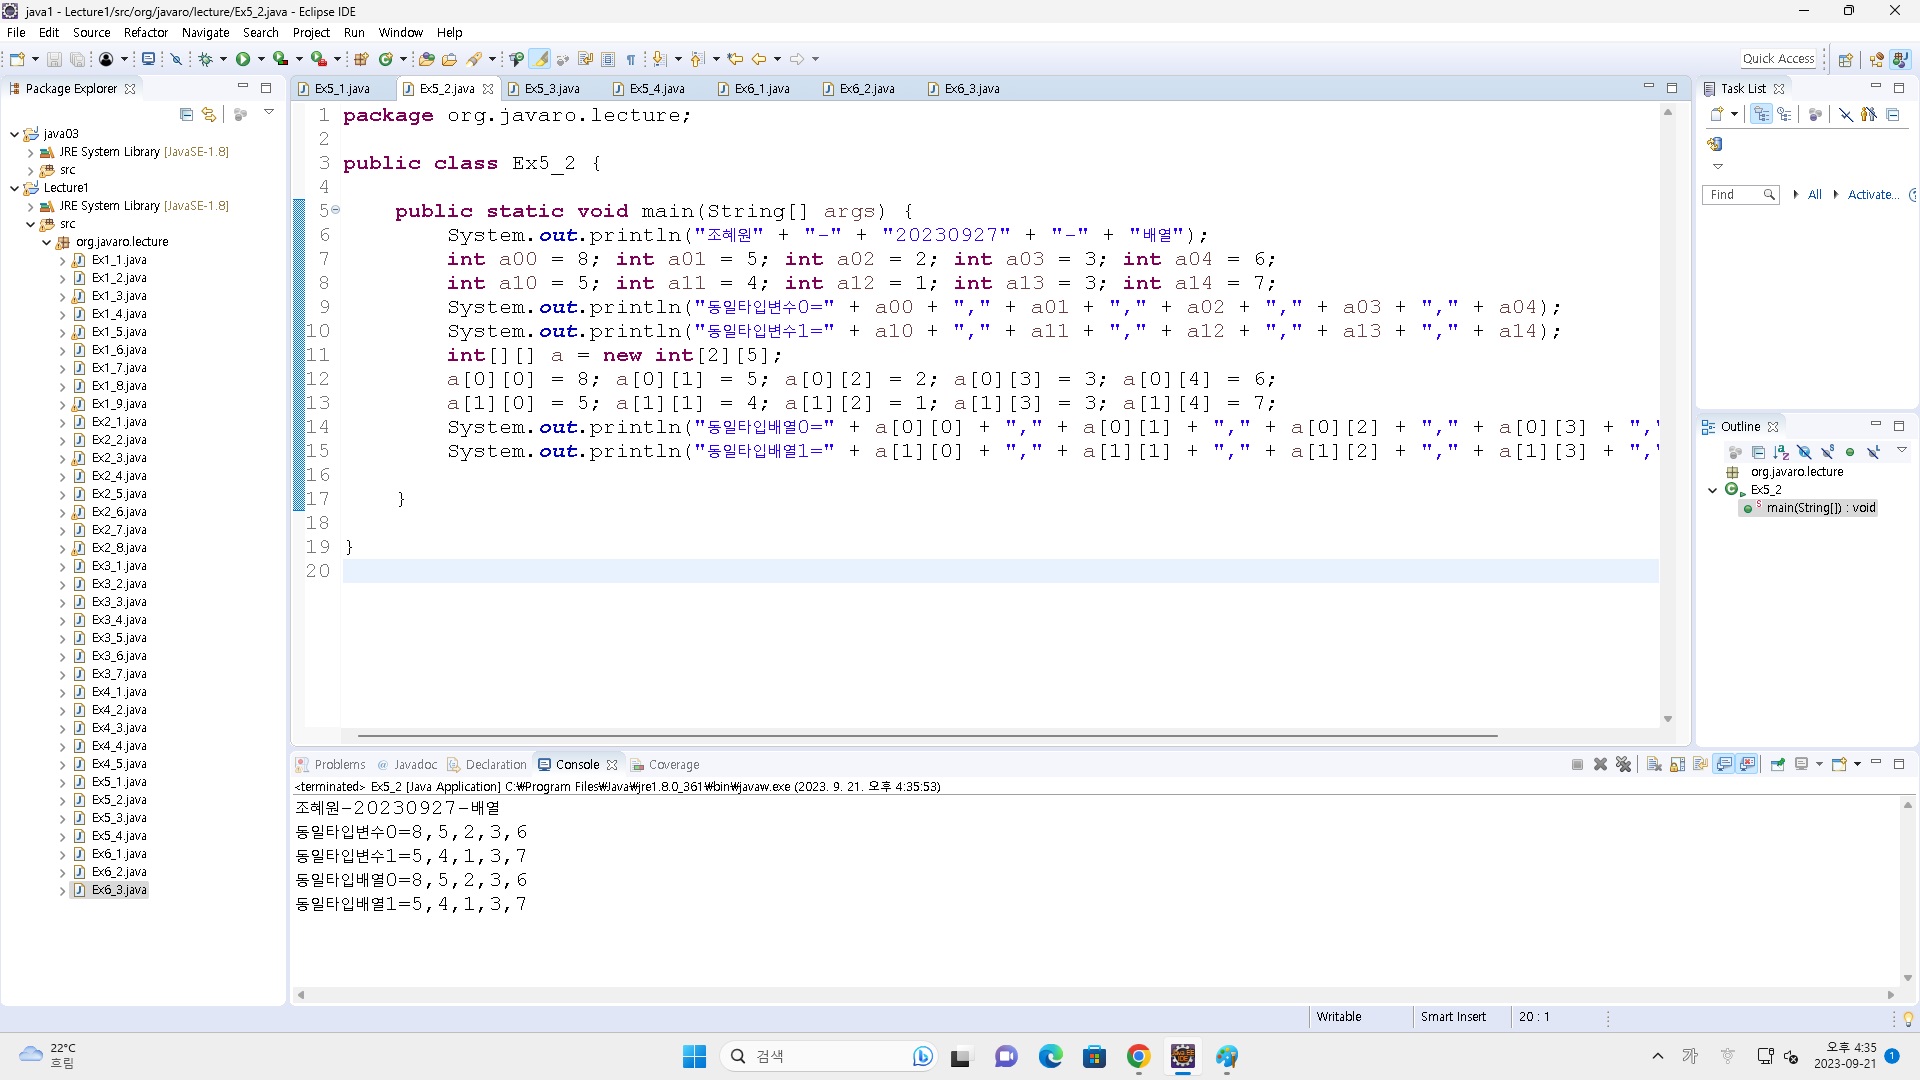 java1 - Lecture1/src/org/javaro/lecture/Ex5_2.java - Eclipse IDE
File Edit Source Refactor Navigate Search Project Run Window Help
Quick Access
Package Explorer
java03
JRE System Library [JavaSE-1.8]
src
Lecture1
JRE System Library [JavaSE-1.8]
src
org.javaro.lecture
Ex1_1.java
Ex1_2.java
Ex1_3.java
Ex1_4.java
Ex1_5.java
Ex1_6.java
Ex1_7.java
Ex1_8.java
Ex1_9.java
Ex2_1.java
Ex2_2.java
Ex2_3.java
Ex2_4.java
Ex2_5.java
Ex2_6.java
Ex2_7.java
Ex2_8.java
Ex3_1.java
Ex3_2.java
Ex3_3.java
Ex3_4.java
Ex3_5.java
Ex3_6.java
Ex3_7.java
Ex4_1.java
Ex4_2.java
Ex4_3.java
Ex4_4.java
Ex4_5.java
Ex5_1.java
Ex5_2.java
Ex5_3.java
Ex5_4.java
Ex6_1.java
Ex6_2.java
Ex6_3.java
Ex5_1.java Ex5_2.java Ex5_3.java Ex5_4.java Ex6_1.java Ex6_2.java Ex6_3.java
1 package org.javaro.lecture;
2
3 public class Ex5_2 {
4
5 public static void main(String[] args) {
6 System.out.println("조혜원" + "-" + "20230927" + "-" + "배열");
7 int a00 = 8; int a01 = 5; int a02 = 2; int a03 = 3; int a04 = 6;
8 int a10 = 5; int a11 = 4; int a12 = 1; int a13 = 3; int a14 = 7;
9 System.out.println("동일타입변수0=" + a00 + "," + a01 + "," + a02 + "," + a03 + "," + a04);
10 System.out.println("동일타입변수1=" + a10 + "," + a11 + "," + a12 + "," + a13 + "," + a14);
11 int[][] a = new int[2][5];
12 a[0][0] = 8; a[0][1] = 5; a[0][2] = 2; a[0][3] = 3; a[0][4] = 6;
13 a[1][0] = 5; a[1][1] = 4; a[1][2] = 1; a[1][3] = 3; a[1][4] = 7;
14 System.out.println("동일타입배열0=" + a[0][0] + "," + a[0][1] + "," + a[0][2] + "," + a[0][3] + ","
15 System.out.println("동일타입배열1=" + a[1][0] + "," + a[1][1] + "," + a[1][2] + "," + a[1][3] + ","
16
17 }
18
19 }
20
Task List
Find All Activate...
Outline
org.javaro.lecture
Ex5_2
main(String[]) : void
Problems Javadoc Declaration Console Coverage
<terminated> Ex5_2 [Java Application] C:₩Program Files₩Java₩jre1.8.0_361₩bin₩javaw.exe (2023. 9. 21. 오후 4:35:53)
조혜원-20230927-배열
동일타입변수0=8,5,2,3,6
동일타입변수1=5,4,1,3,7
동일타입배열0=8,5,2,3,6
동일타입배열1=5,4,1,3,7
Writable Smart Insert 20 : 1
22°C
흐림
검색
가
오후 4:35
2023-09-21
1